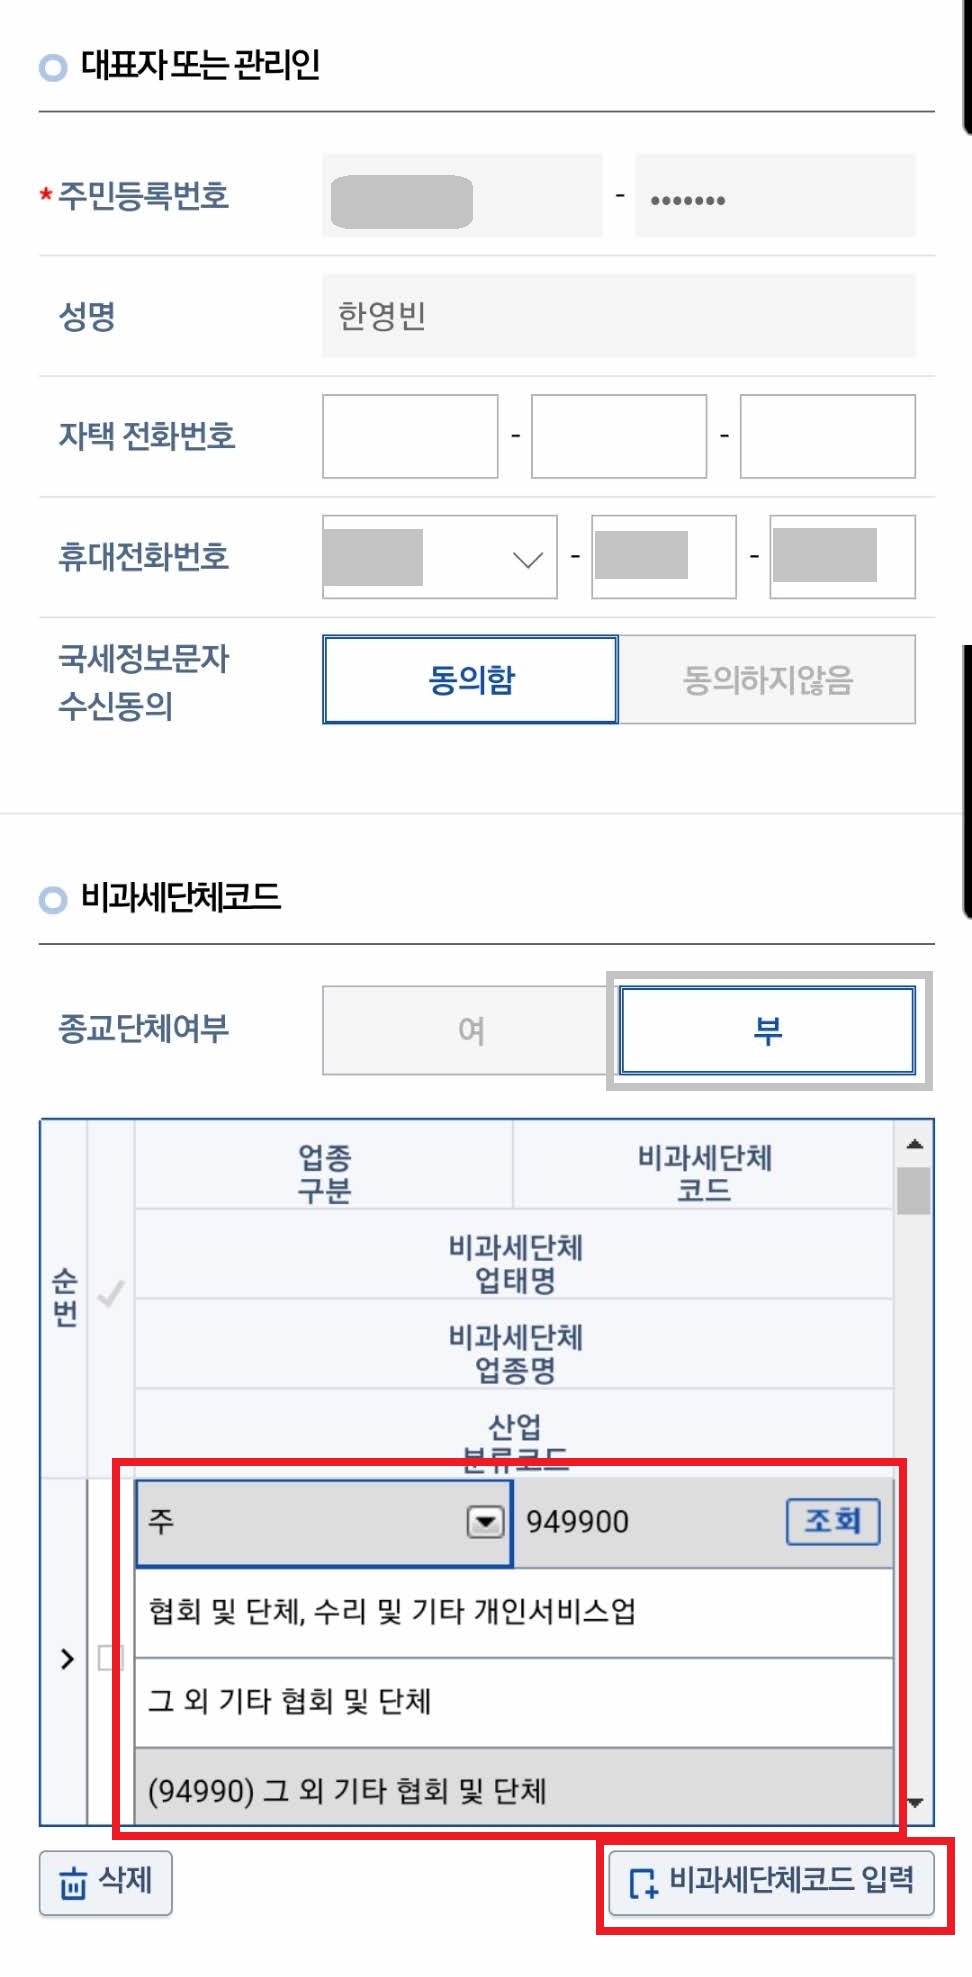 대표자 또는 관리인
* 주민등록번호 - •••••••
성명 한영빈
자택 전화번호 - -
휴대전화번호 - -
국세정보문자
수신동의
동의함 동의하지않음
비과세단체코드
종교단체여부 여 부
순
번
업종
구분
비과세단체
코드
비과세단체
업태명
비과세단체
업종명
산업
분류코드
주 949900 조회
협회 및 단체, 수리 및 기타 개인서비스업
그 외 기타 협회 및 단체
(94990) 그 외 기타 협회 및 단체
삭제 비과세단체코드 입력